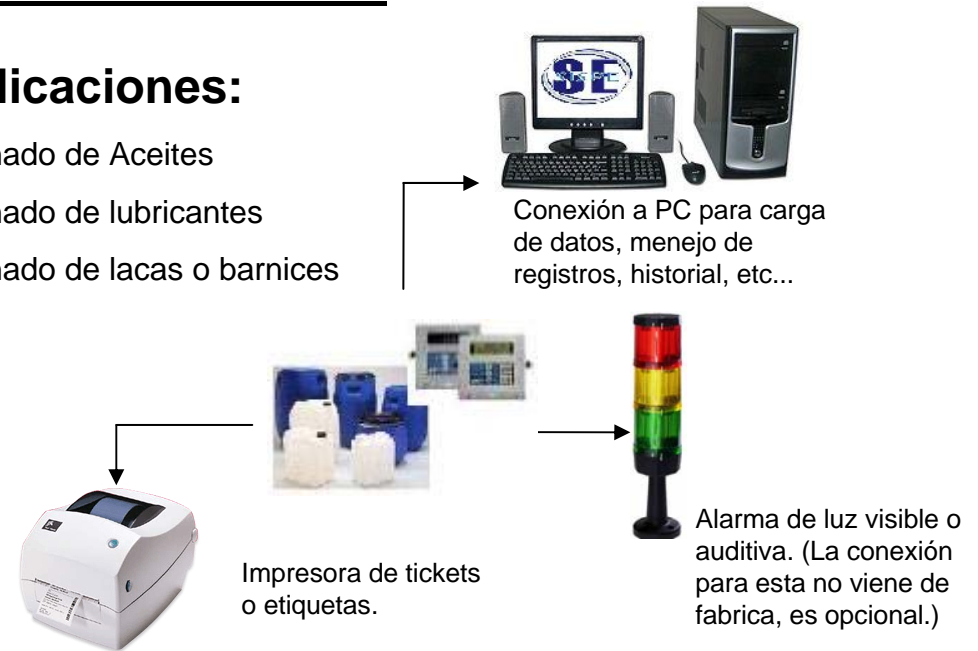 licaciones:
nado de Aceites
nado de lubricantes
nado de lacas o barnices
SE
Conexión a PC para carga
de datos, menejo de
registros, historial, etc...
Impresora de tickets
o etiquetas.
Alarma de luz visible o
auditiva. (La conexión
para esta no viene de
fabrica, es opcional.)